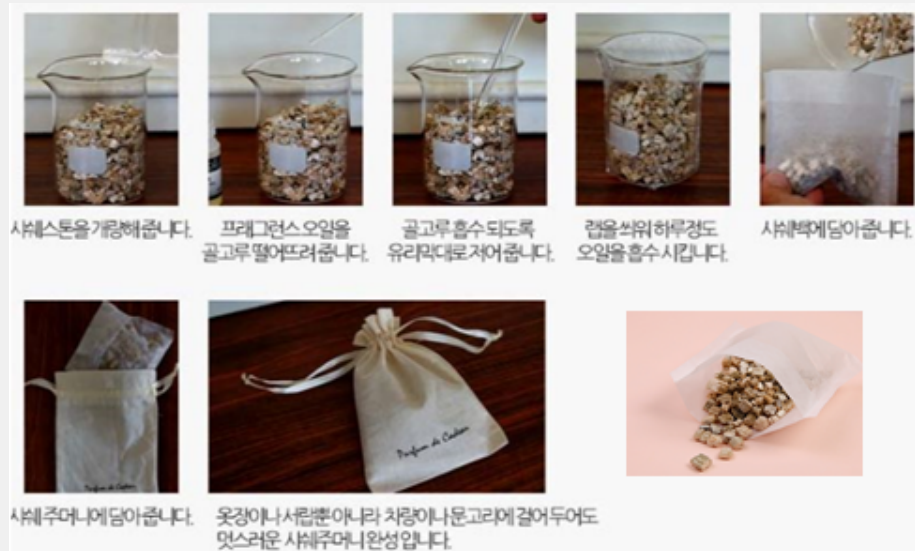 사쉐스톤을 개량해 줍니다.
프래그런스 오일을
골고루 떨어뜨려 줍니다.
골고루 흡수 되도록
유리막대로 저어 줍니다.
랩을 씌워 하루정도
오일을 흡수 시킵니다.
사쉐백에 담아 줍니다.
사쉐 주머니에 담아 줍니다.
Parfum de
옷장이나 서랍뿐 아니라 차량이나 문고리에 걸어 두어도
멋스러운 사쉐주머니 완성 입니다.